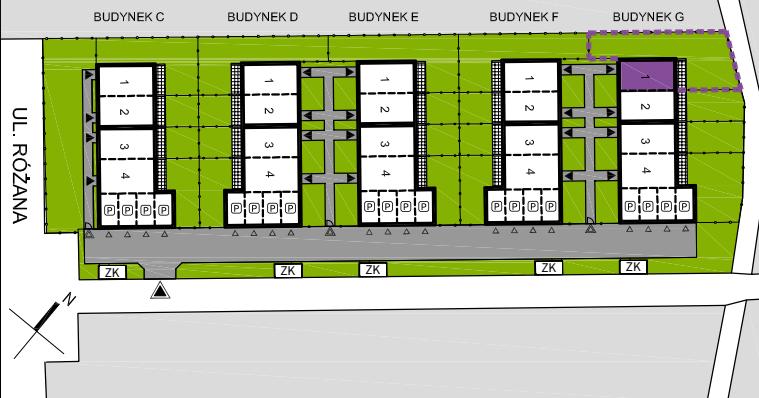 BUDYNEK C BUDYNEK D BUDYNEK E BUDYNEK F BUDYNEK G
1 1 1 1 1
2 2 2 2 2
UL. RÓŻANA
3 3 3 3 3
4 4 4 4 4
P P P P P P P P P P P P P P P P P P P P
ZK ZK ZK ZK ZK
N